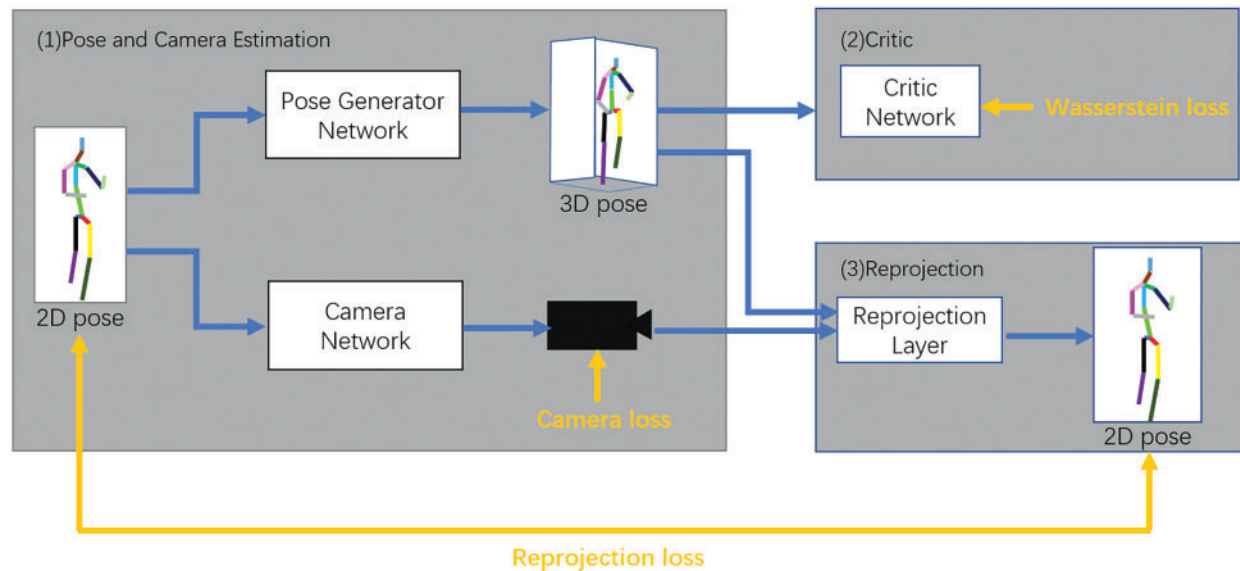 (1)Pose and Camera Estimation
Pose Generator
Network
3D pose
2D pose
Camera
Network
Camera loss
(2)Critic
Critic
Network
Wasserstein loss
(3)Reprojection
Reprojection
Layer
2D pose
Reprojection loss